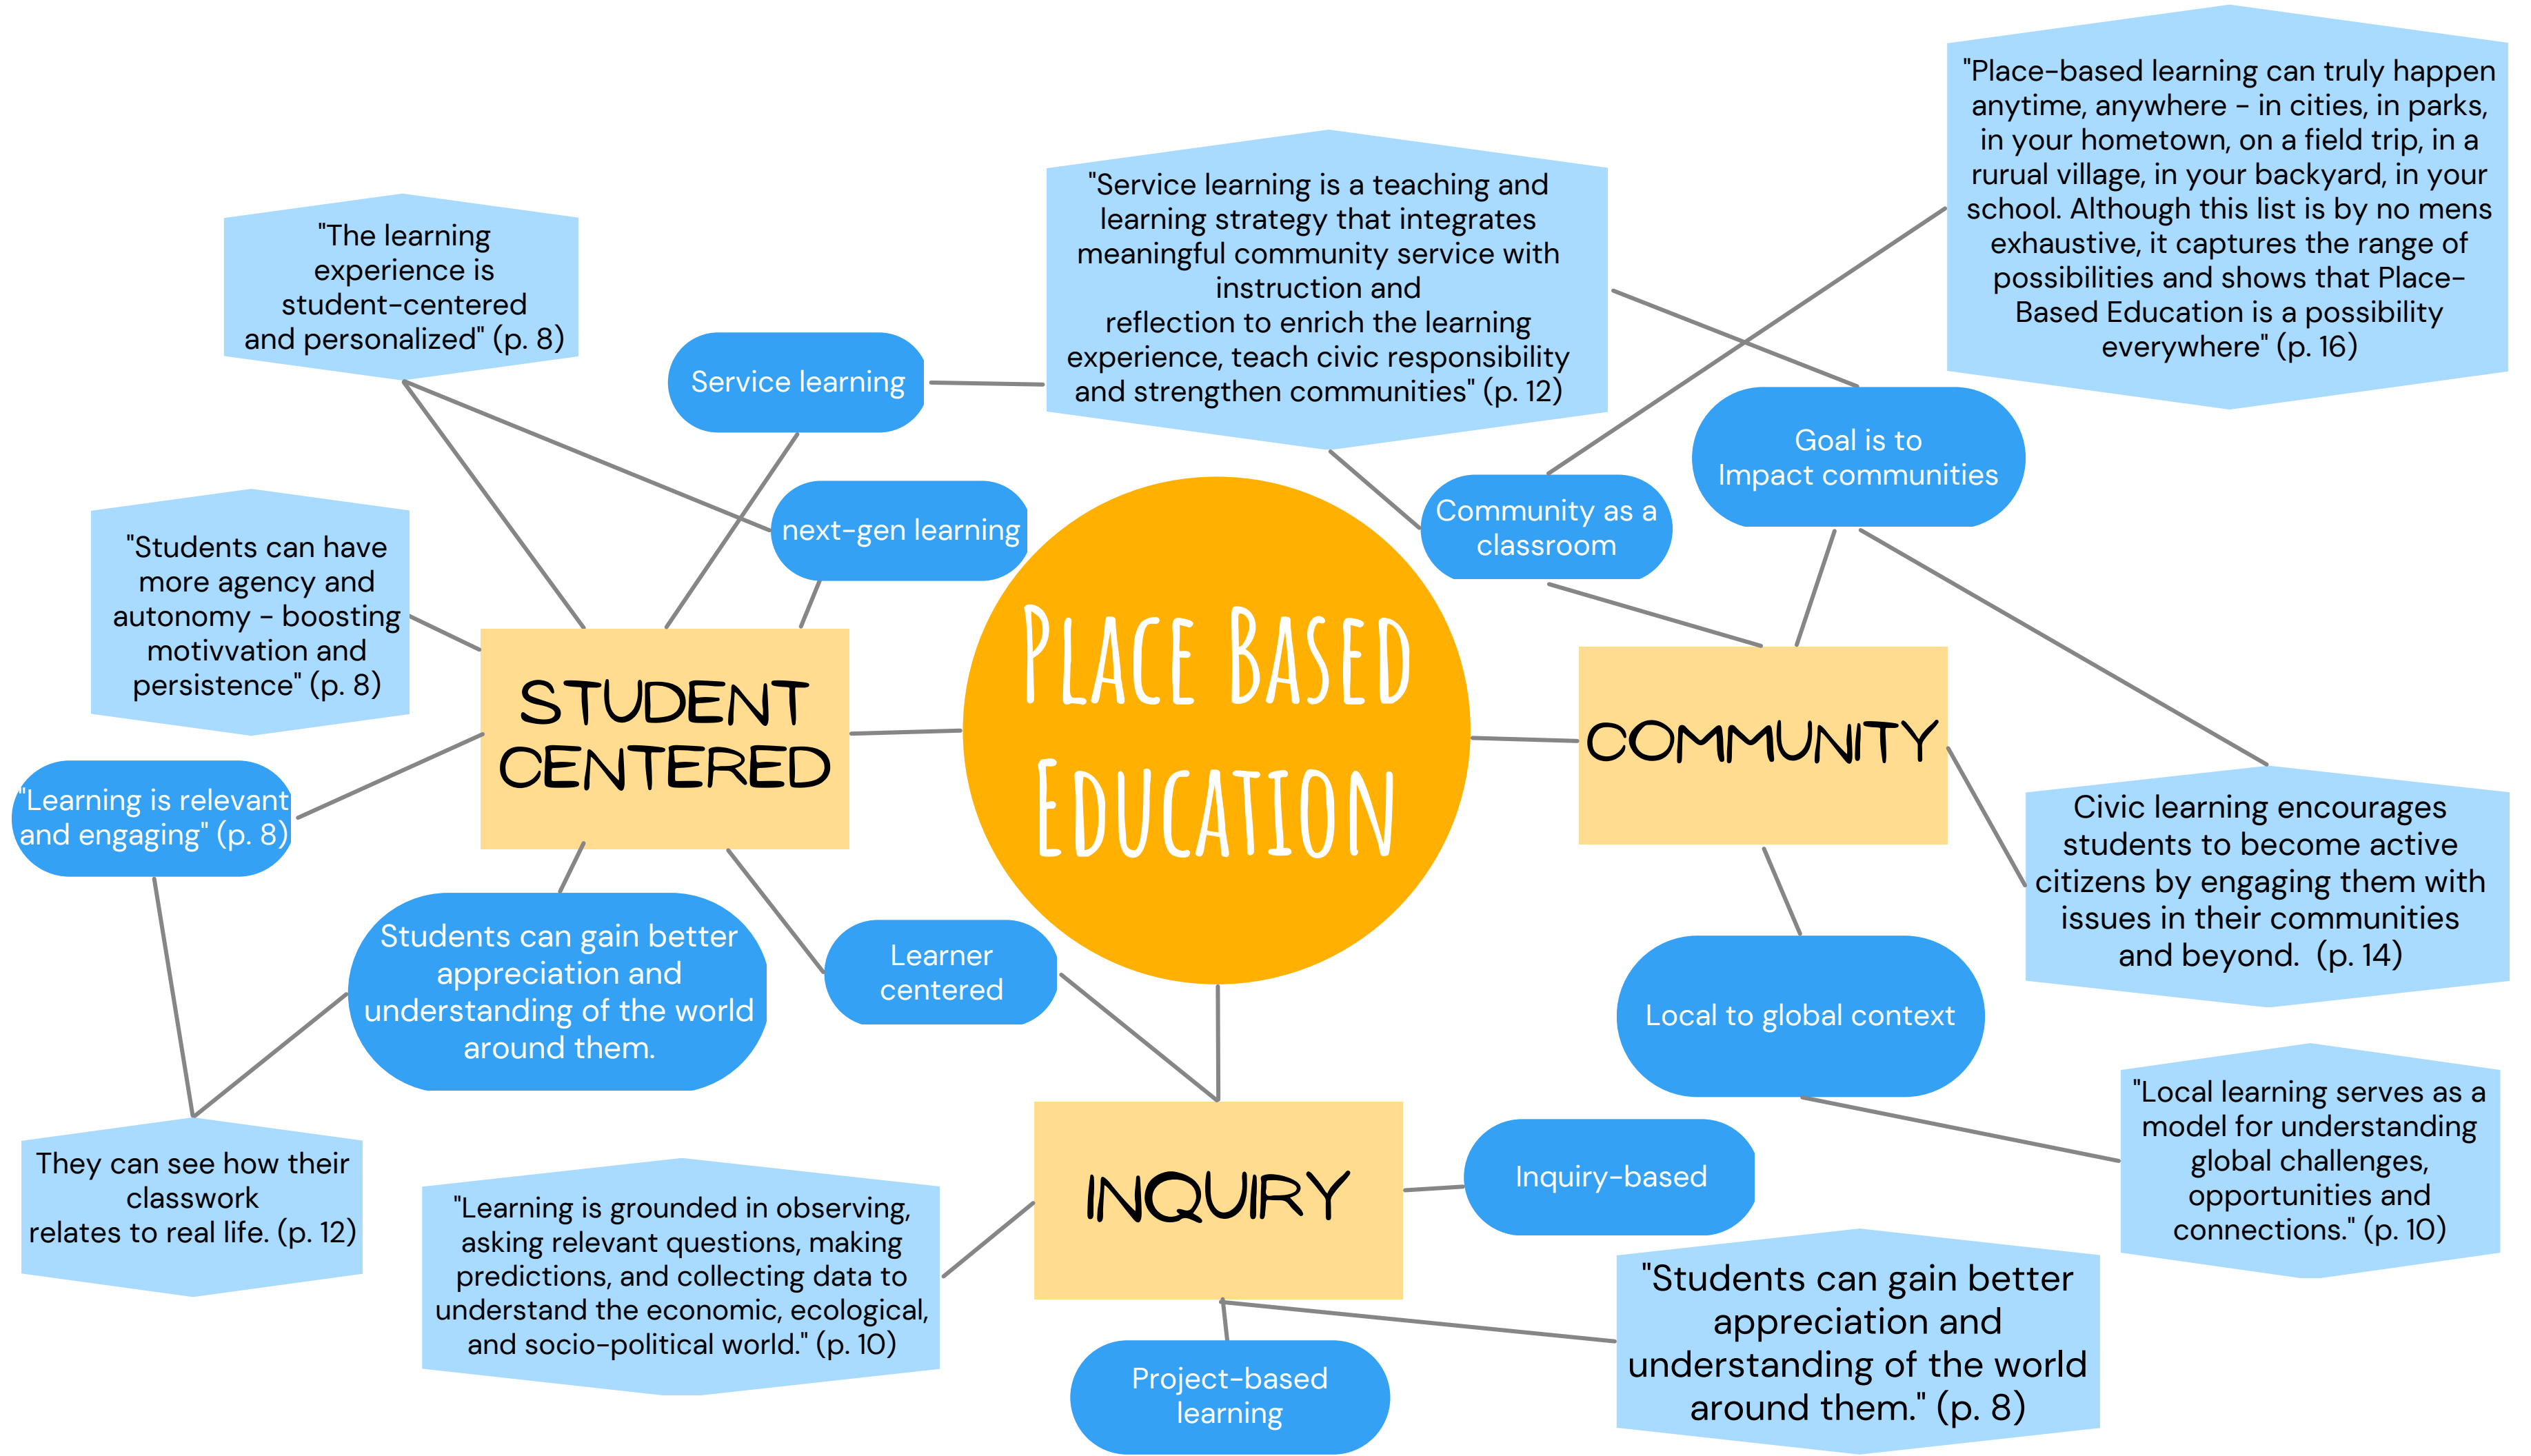 "Place-based learning can truly happen
anytime, anywhere - in cities, in parks,
in your hometown, on a field trip, in a
rurual village, in your backyard, in your
school. Although this list is by no mens
exhaustive, it captures the range of
possibilities and shows that Place-
Based Education is a possibility
everywhere" (p. 16)
"Service learning is a teaching and
learning strategy that integrates
meaningful community service with
instruction and
reflection to enrich the learning
experience, teach civic responsibility
and strengthen communities" (p. 12)
"The learning
experience is
student-centered
and personalized" (p. 8)
Service learning
Goal is to
Impact communities
next-gen learning
Community as a
classroom
"Students can have
more agency and
autonomy - boosting
motivvation and
persistence" (p. 8)
STUDENT
CENTERED
PLACE BASED
EDUCATION
COMMUNITY
"Learning is relevant
and engaging" (p. 8)
Civic learning encourages
students to become active
citizens by engaging them with
issues in their communities
and beyond. (p. 14)
Students can gain better
appreciation and
understanding of the world
around them.
Learner
centered
Local to global context
"Local learning serves as a
model for understanding
global challenges,
opportunities and
connections." (p. 10)
They can see how their
classwork
relates to real life. (p. 12)
"Learning is grounded in observing,
asking relevant questions, making
predictions, and collecting data to
understand the economic, ecological,
and socio-political world." (p. 10)
INQUIRY
Inquiry-based
"Students can gain better
appreciation and
understanding of the world
around them." (p. 8)
Project-based
learning